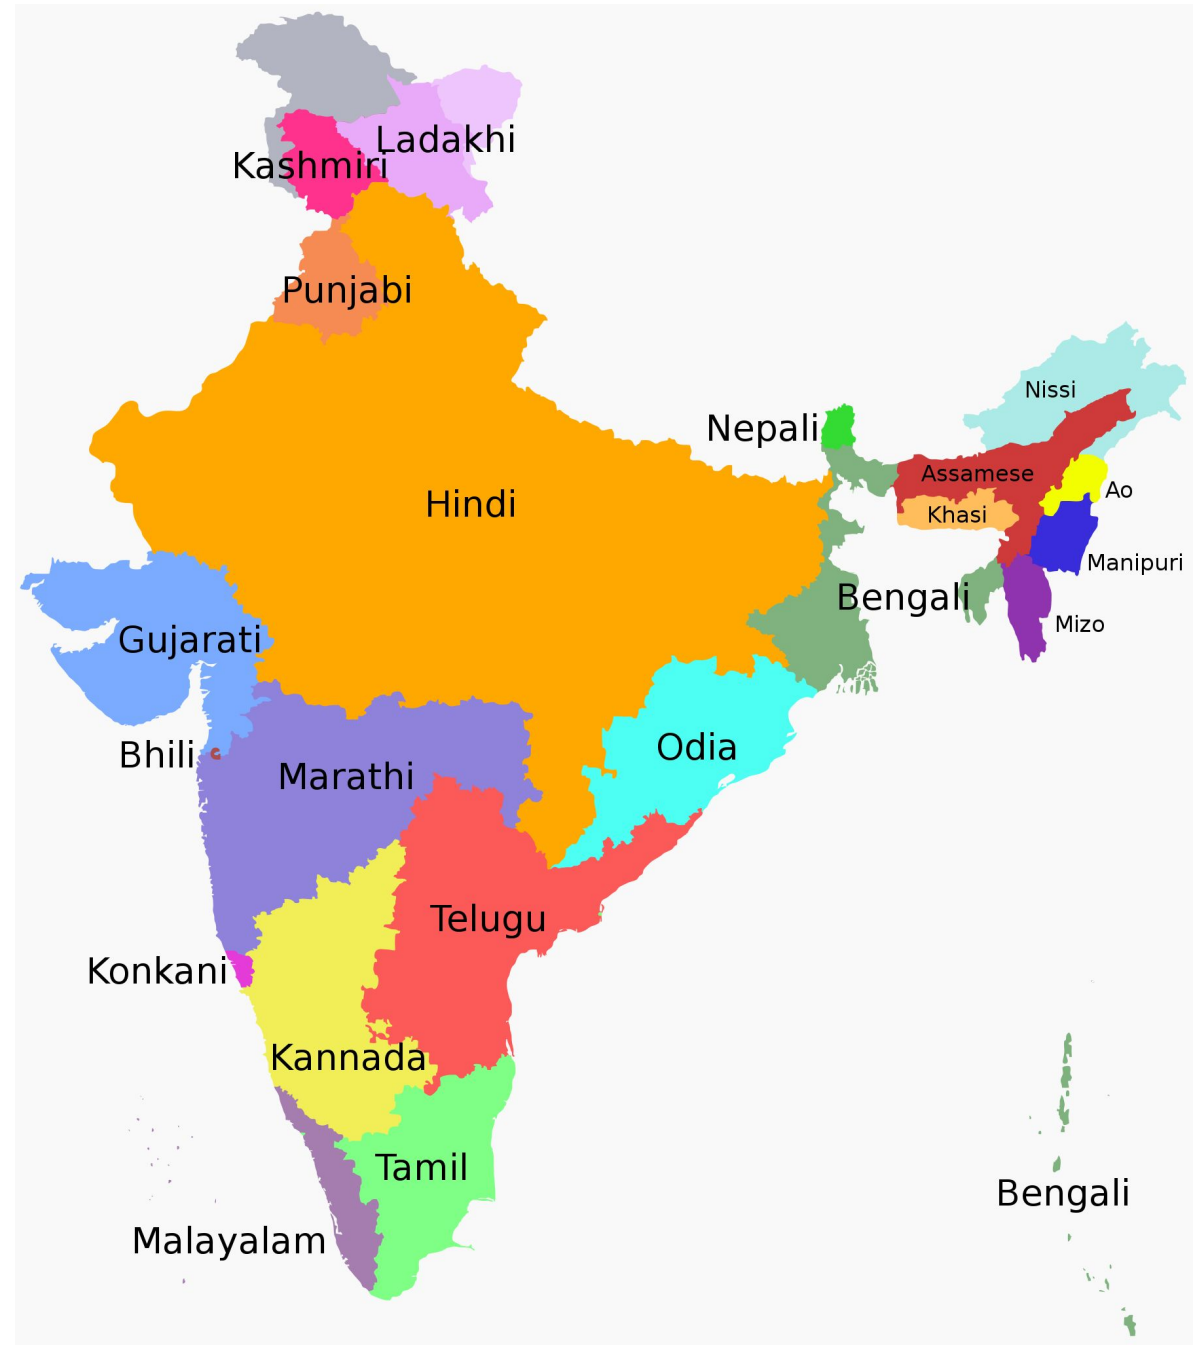 Ladakhi
Kashmiri
Punjabi
Nissi
Nepali
Assamese
Ao
Hindi
Khasi
Manipuri
Bengali
Mizo
Gujarati
Odia
Bhili
Marathi
Telugu
Konkani
Kannada
Tamil
Bengali
Malayalam